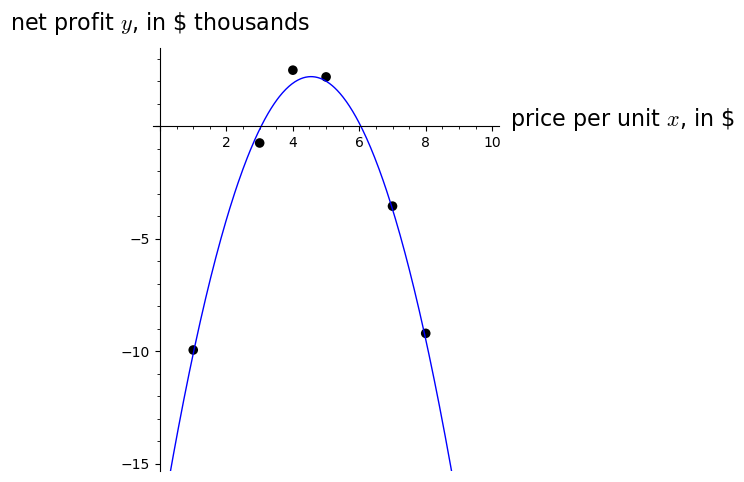 net profit y, in $ thousands
price per unit x, in $
2 4 6 8 10
−5
−10
−15